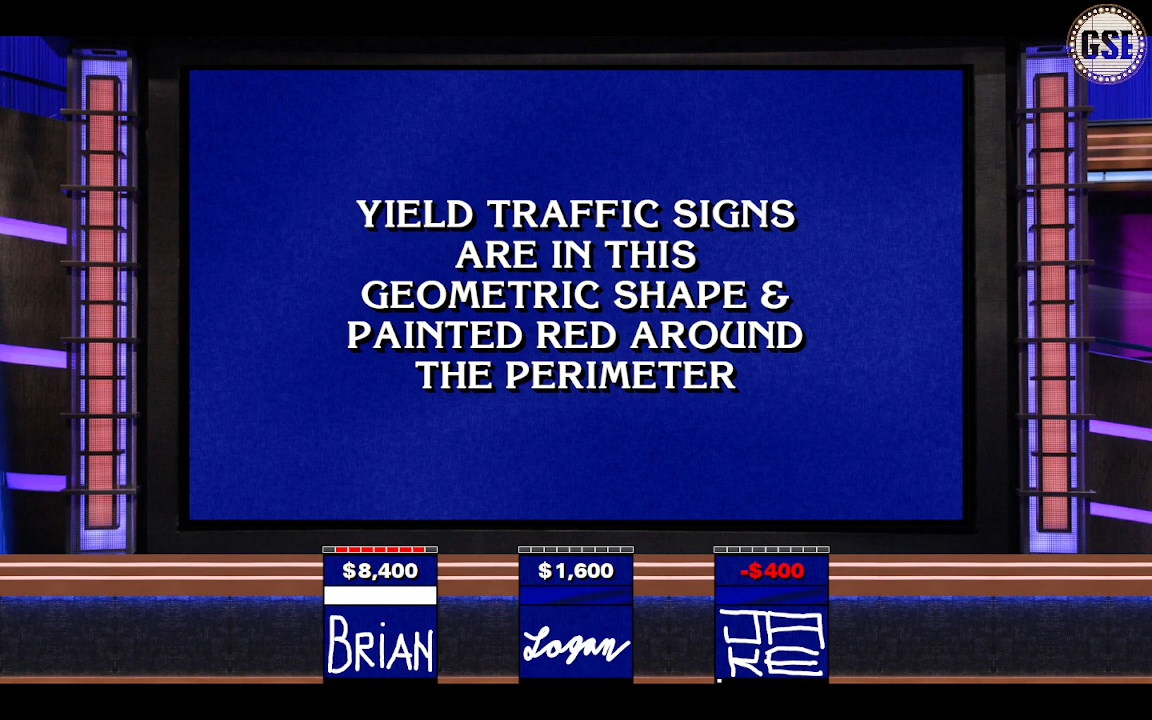 GSE
YIELD TRAFFIC SIGNS
ARE IN THIS
GEOMETRIC SHAPE &
PAINTED RED AROUND
THE PERIMETER
$8,400
$1,600
-$400
BRIAN
Logan